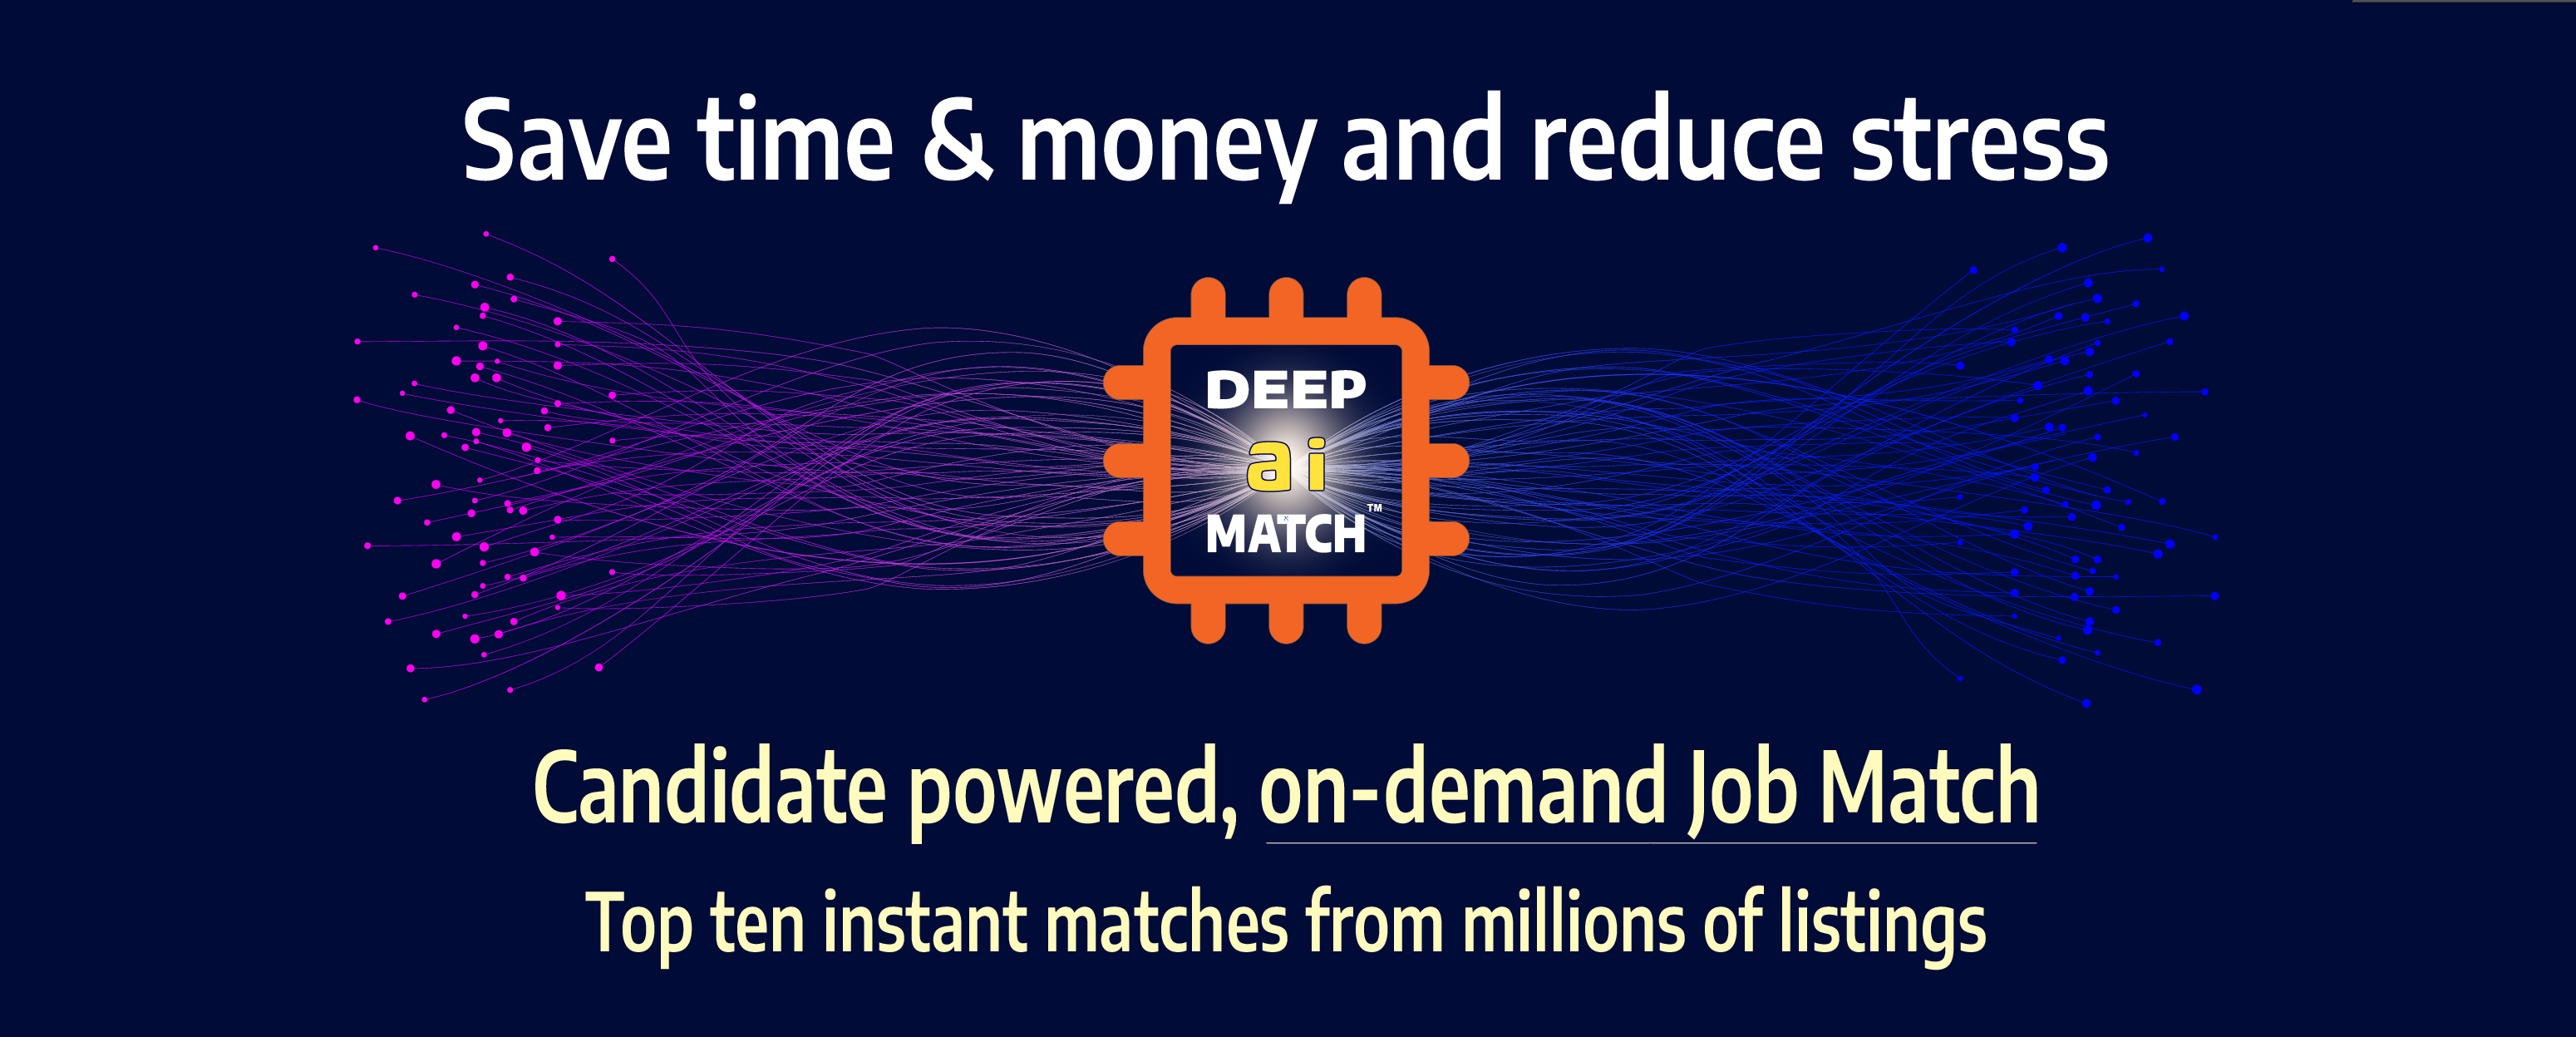 Save time & money and reduce stress
DEEP
ai
MATCH™
Candidate powered, on-demand Job Match
Top ten instant matches from millions of listings